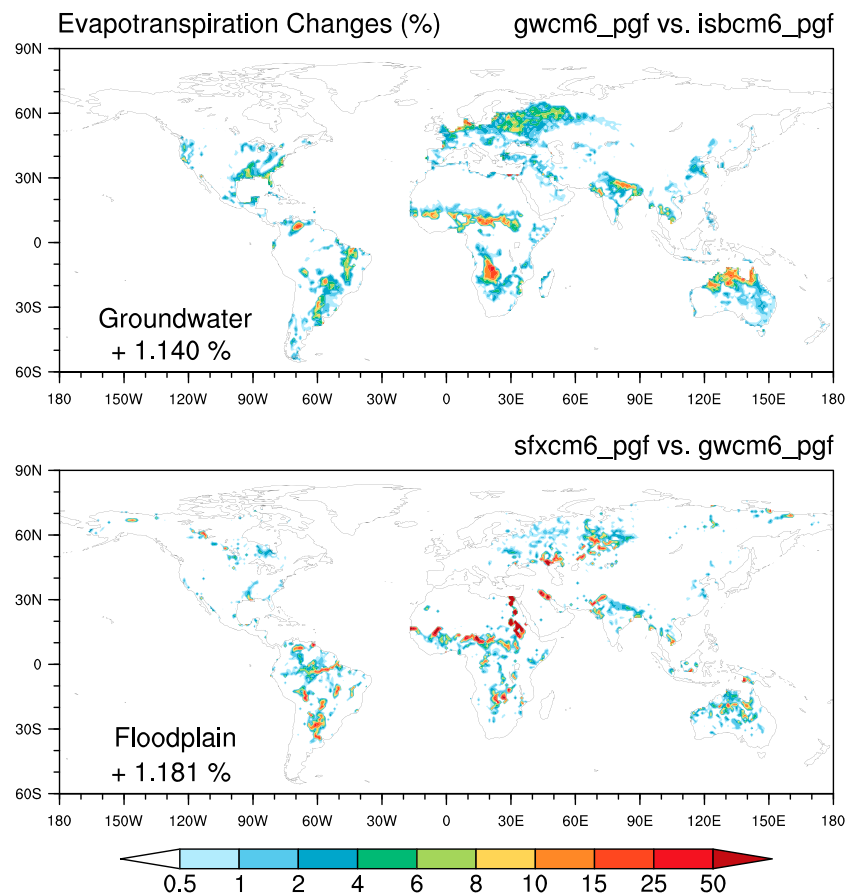 Evapotranspiration Changes (%) gwcm6_pgf vs. isbcm6_pgf
90N
60N
30N
0
30S
60S
Groundwater
+ 1.140 %
180 150W 120W 90W 60W 30W 0 30E 60E 90E 120E 150E 180
sfxcm6_pgf vs. gwcm6_pgf
90N
60N
30N
0
30S
60S
Floodplain
+ 1.181 %
180 150W 120W 90W 60W 30W 0 30E 60E 90E 120E 150E 180
0.5 1 2 4 6 8 10 15 25 50